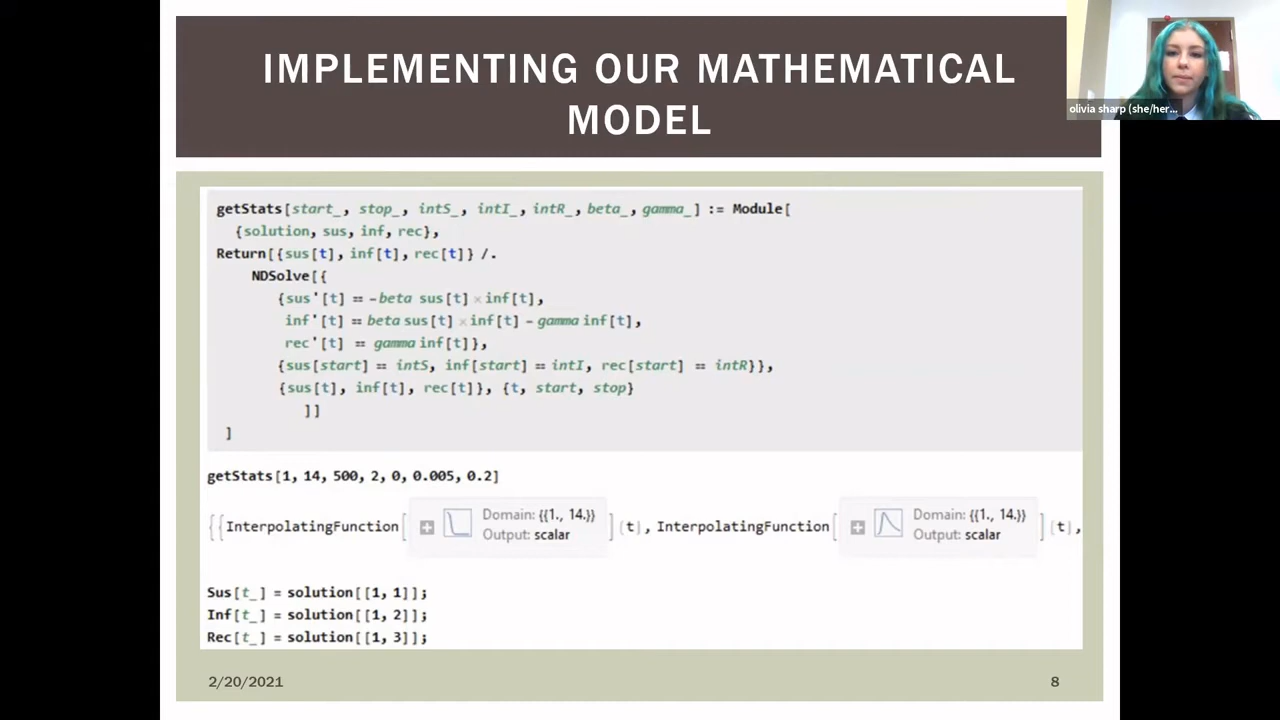 IMPLEMENTING OUR MATHEMATICAL
MODEL
olivia sharp (she/her...
getStats[start_, stop_, intS_, intI_, intR_, beta_, gamma_] := Module[
{solution, sus, inf, rec},
Return[{sus[t], inf[t], rec[t]} /.
NDSolve[{
{sus'[t] == -beta sus[t] × inf[t],
inf'[t] == beta sus[t] × inf[t] - gamma inf[t],
rec'[t] == gamma inf[t]},
{sus[start] == intS, inf[start] == intI, rec[start] == intR}},
{sus[t], inf[t], rec[t]}, {t, start, stop}
]]
]
getStats[1, 14, 500, 2, 0, 0.005, 0.2]
{{InterpolatingFunction[ Domain: {{1., 14.}} Output: scalar ][t], InterpolatingFunction[ Domain: {{1., 14.}} Output: scalar ][t],
Sus[t_] = solution[[1, 1]];
Inf[t_] = solution[[1, 2]];
Rec[t_] = solution[[1, 3]];
2/20/2021
8